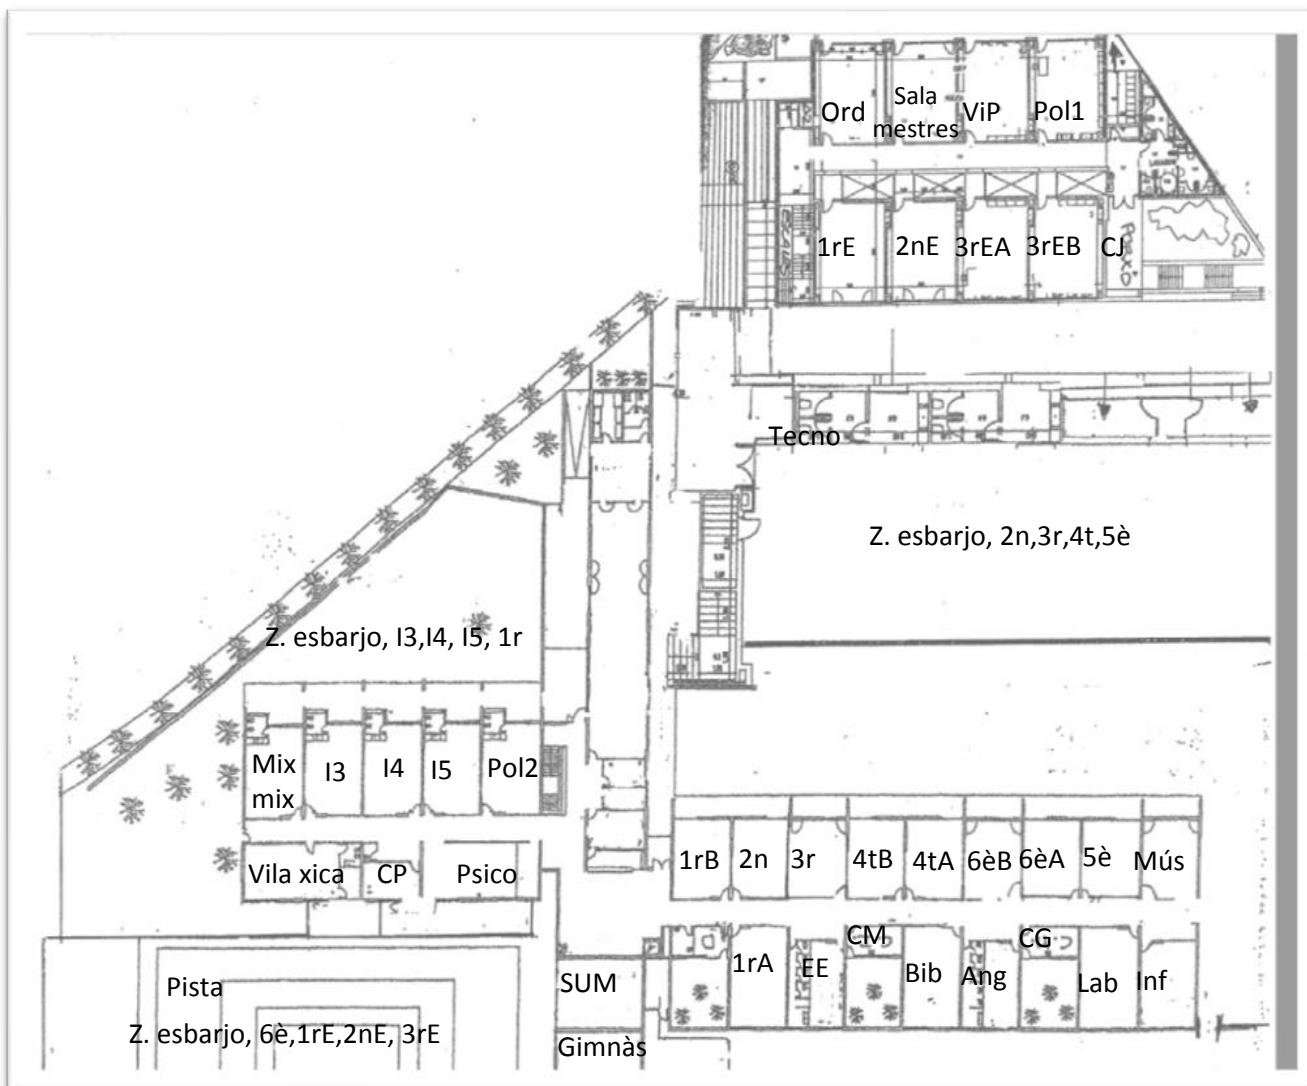 Ord
Sala
mestres
ViP
Pol1
1rE
2nE
3rEA
3rEB
CJ
PORXO
Tecno
Z. esbarjo, 2n,3r,4t,5è
Z. esbarjo, I3,I4, I5, 1r
Mix
mix
I3
I4
I5
Pol2
Vila xica
CP
Psico
1rB
2n
3r
4tB
4tA
6èB
6èA
5è
Mús
1rA
EE
CM
Bib
Ang
CG
Lab
Inf
SUM
Gimnàs
Pista
Z. esbarjo, 6è,1rE,2nE, 3rE